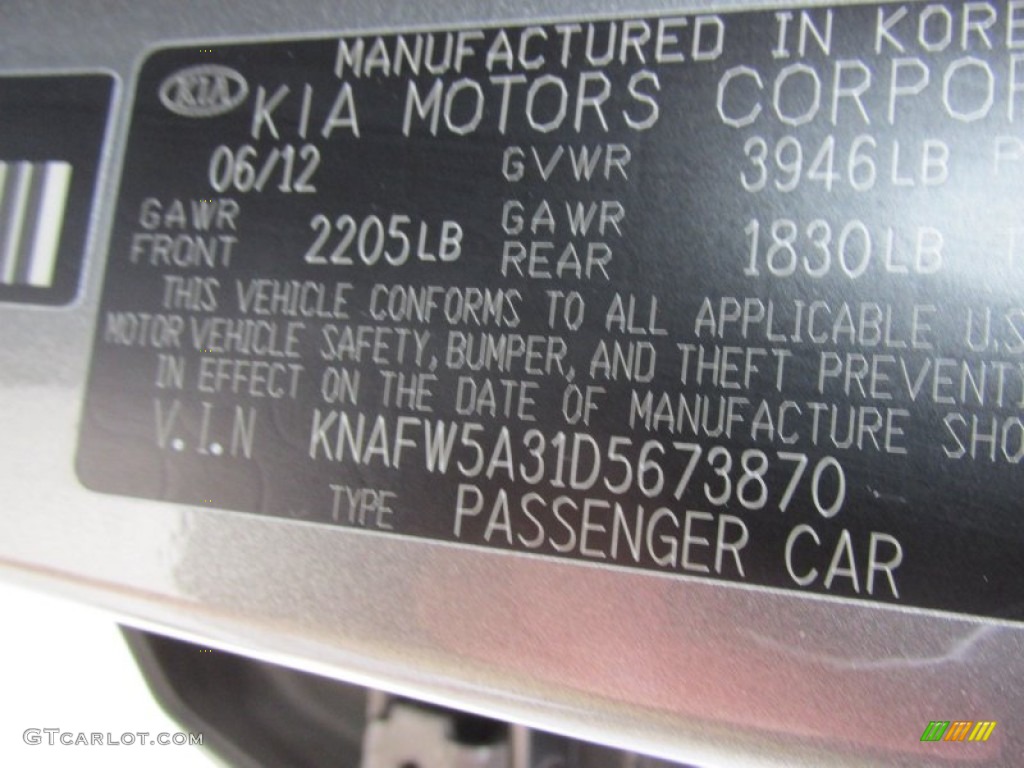 MANUFACTURED IN KORE
KIA KIA MOTORS CORPOR
06/12 GVWR 3946LB
GAWR FRONT 2205LB GAWR REAR 1830LB
THIS VEHICLE CONFORMS TO ALL APPLICABLE U.S
MOTOR VEHICLE SAFETY, BUMPER, AND THEFT PREVENTI
IN EFFECT ON THE DATE OF MANUFACTURE SHO
V.I.N KNAFW5A31D5673870
TYPE PASSENGER CAR
GTCARLOT.COM